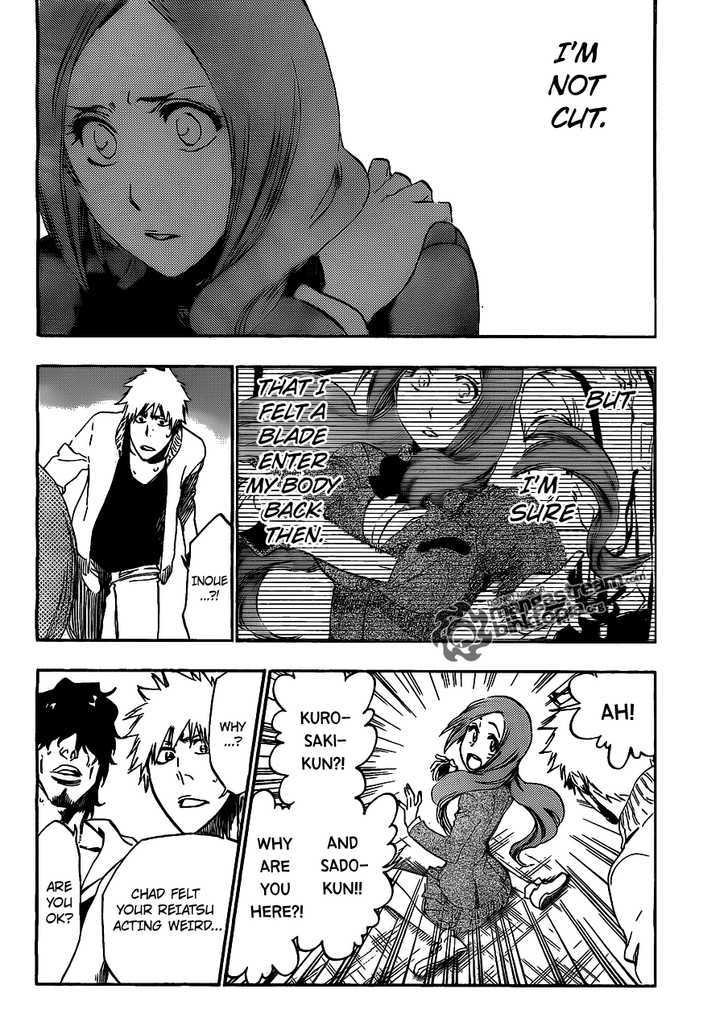 I'M
NOT
CUT.
BUT
I'M
SURE
THAT I
FELT A
BLADE
ENTER
MY BODY
BACK
THEN.
INOUE
...?!
AH!
KURO-
SAKI-
KUN?!
AND
SADO-
KUN!!
WHY
ARE
YOU
HERE?!
WHY
...?
CHAD FELT
YOUR REIATSU
ACTING WEIRD...
ARE
YOU
OK?